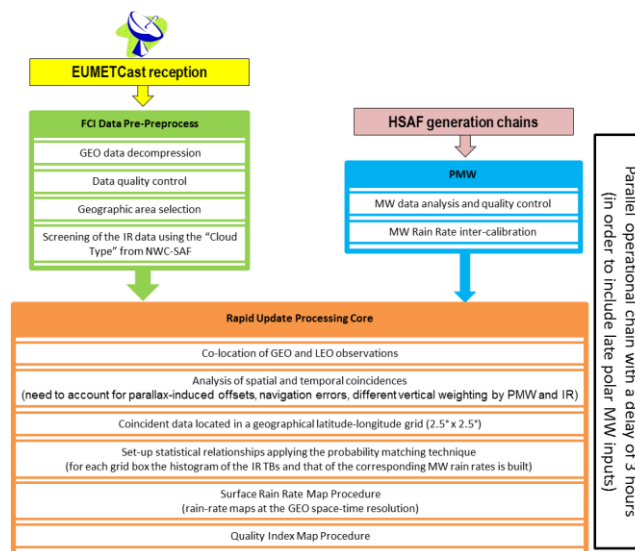 EUMETCast reception
FCI Data Pre-Preprocess
GEO data decompression
Data quality control
Geographic area selection
Screening of the IR data using the “Cloud
Type” from NWC-SAF
HSAF generation chains
PMW
MW data analysis and quality control
MW Rain Rate inter-calibration
Rapid Update Processing Core
Co-location of GEO and LEO observations
Analysis of spatial and temporal coincidences
(need to account for parallax-induced offsets, navigation errors, different vertical weighting by PMW and IR)
Coincident data located in a geographical latitude-longitude grid (2.5° x 2.5°)
Set-up statistical relationships applying the probability matching technique
(for each grid box the histogram of the IR TBs and that of the corresponding MW rain rates is built)
Surface Rain Rate Map Procedure
(rain-rate maps at the GEO space-time resolution)
Quality Index Map Procedure
Parallel operational chain with a delay of 3 hours
(in order to include late polar MW inputs)